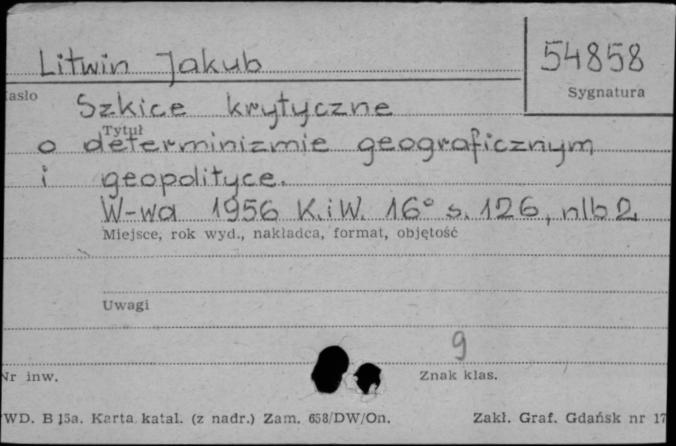 Litwin Jakub
54858
asło
Sygnatura
Szkice krytyczne
Tytuł
o determinizmie geograficznym
i geopolityce.
W-wa 1956 K.i W. 16° s. 126, nlb 2
Miejsce, rok wyd., nakładca, format, objętość
Uwagi
9
Nr inw.
Znak klas.
WD. B 15a. Karta katal. (z nadr.) Zam. 658/DW/On.
Zakł. Graf. Gdańsk nr 17